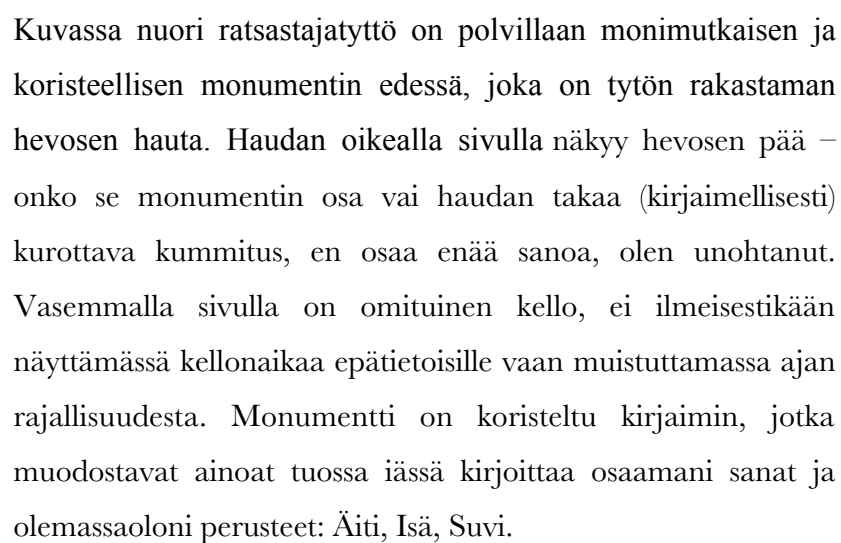 Kuvassa nuori ratsastajatyttö on polvillaan monimutkaisen ja
koristeellisen monumentin edessä, joka on tytön rakastaman
hevosen hauta. Haudan oikealla sivulla näkyy hevosen pää –
onko se monumentin osa vai haudan takaa (kirjaimellisesti)
kurottava kummitus, en osaa enää sanoa, olen unohtanut.
Vasemmalla sivulla on omituinen kello, ei ilmeisestikään
näyttämässä kellonaikaa epätietoisille vaan muistuttamassa ajan
rajallisuudesta. Monumentti on koristeltu kirjaimin, jotka
muodostavat ainoat tuossa iässä kirjoittaa osaamani sanat ja
olemassaoloni perusteet: Äiti, Isä, Suvi.